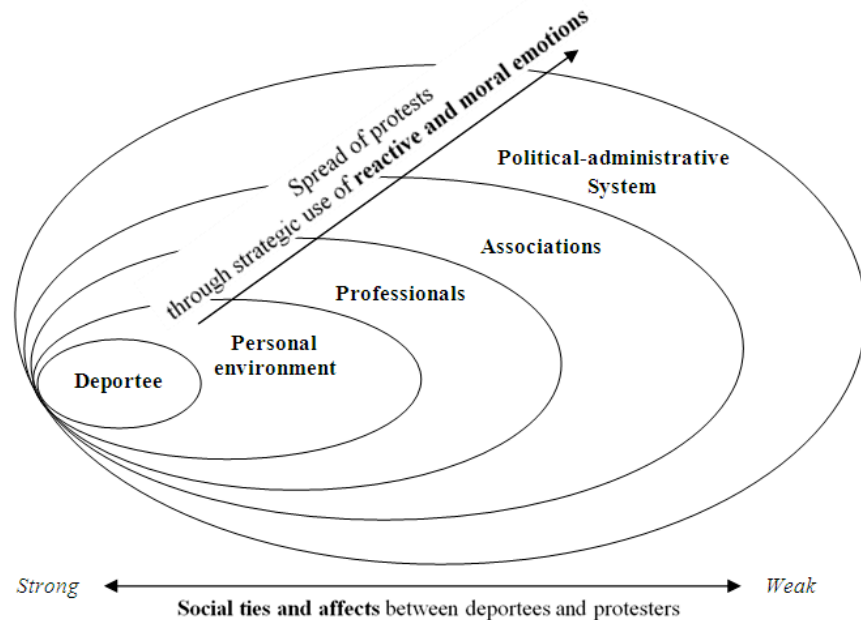 Spread of protests
through strategic use of reactive and moral emotions
Political-administrative
System
Associations
Professionals
Personal
environment
Deportee
Strong
Weak
Social ties and affects between deportees and protesters